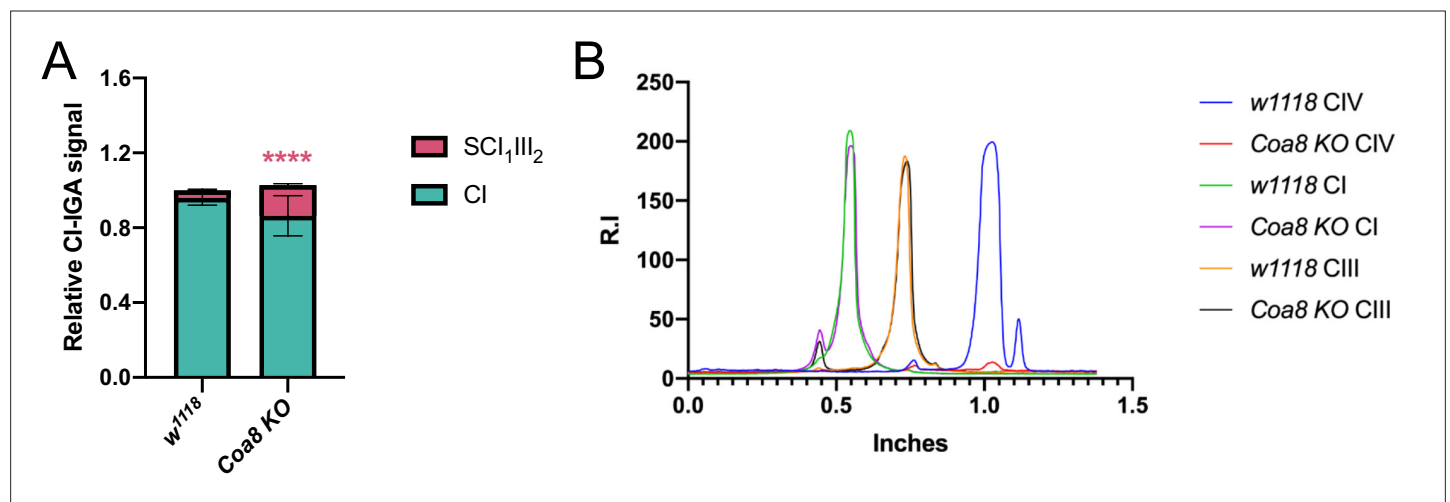 A
Relative CI-IGA signal
1.6
1.2
0.8
0.4
0.0
****
w1118
Coa8 KO
SCI1III2
CI
B
R.I
250
200
150
100
50
0
0.0 0.5 1.0 1.5
Inches
w1118 CIV
Coa8 KO CIV
w1118 CI
Coa8 KO CI
w1118 CIII
Coa8 KO CIII